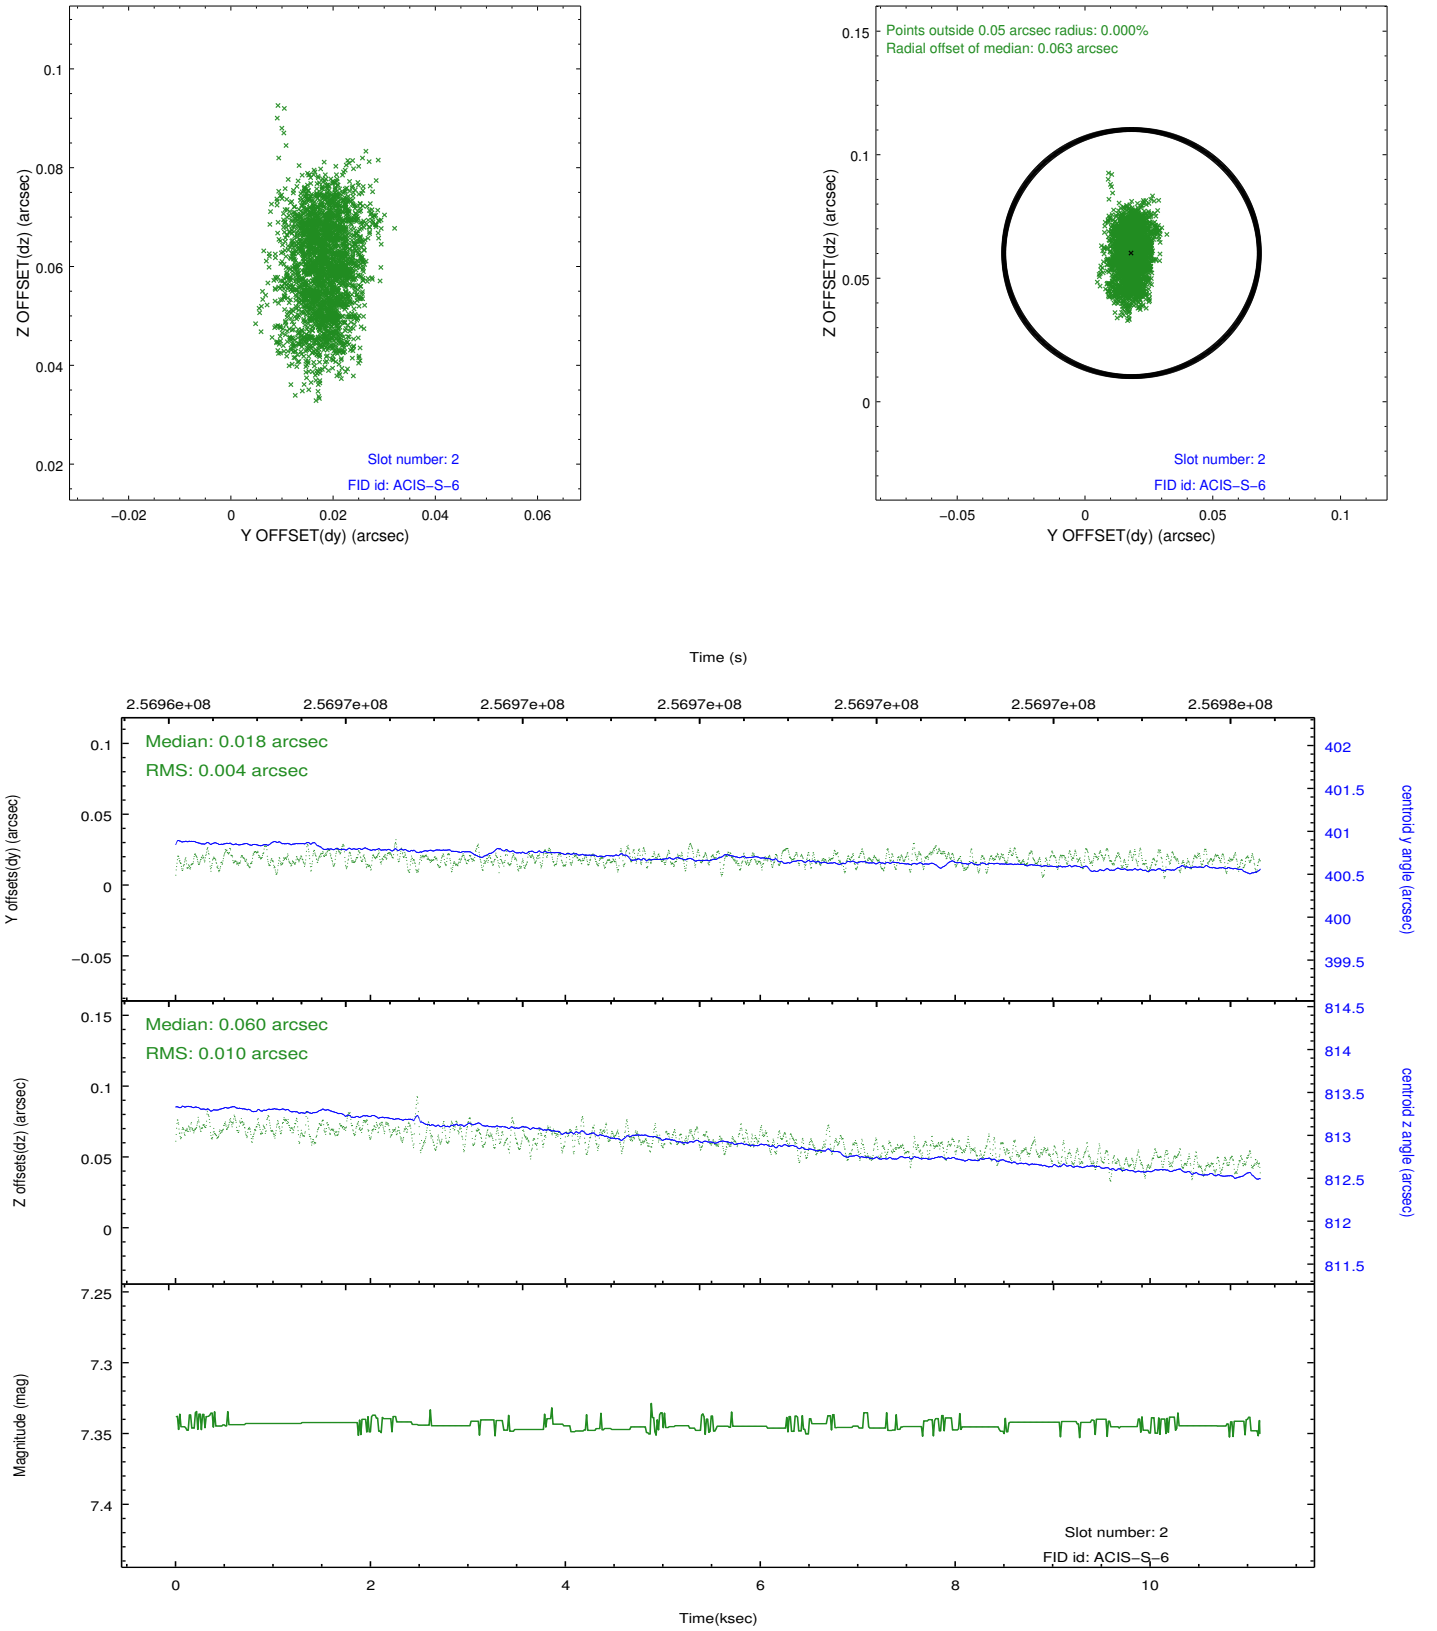 0.1
0.08
0.06
0.04
0.02
Z OFFSET(dz) (arcsec)
Slot number: 2
FID id: ACIS−S−6
−0.02 0 0.02 0.04 0.06
Y OFFSET(dy) (arcsec)
Points outside 0.05 arcsec radius: 0.000%
Radial offset of median: 0.063 arcsec
0.15
0.1
0.05
0
Z OFFSET(dz) (arcsec)
Slot number: 2
FID id: ACIS−S−6
−0.05 0 0.05 0.1
Y OFFSET(dy) (arcsec)
Time (s)
2.5696e+08 2.5697e+08 2.5697e+08 2.5697e+08 2.5697e+08 2.5697e+08 2.5698e+08
Median: 0.018 arcsec
RMS: 0.004 arcsec
0.1
0.05
0
−0.05
Y offsets(dy) (arcsec)
402
401.5
401
400.5
400
399.5
centroid y angle (arcsec)
Median: 0.060 arcsec
RMS: 0.010 arcsec
0.15
0.1
0.05
0
Z offsets(dz) (arcsec)
814.5
814
813.5
813
812.5
812
811.5
centroid z angle (arcsec)
7.25
7.3
7.35
7.4
Magnitude (mag)
Slot number: 2
FID id: ACIS−S−6
0 2 4 6 8 10
Time(ksec)